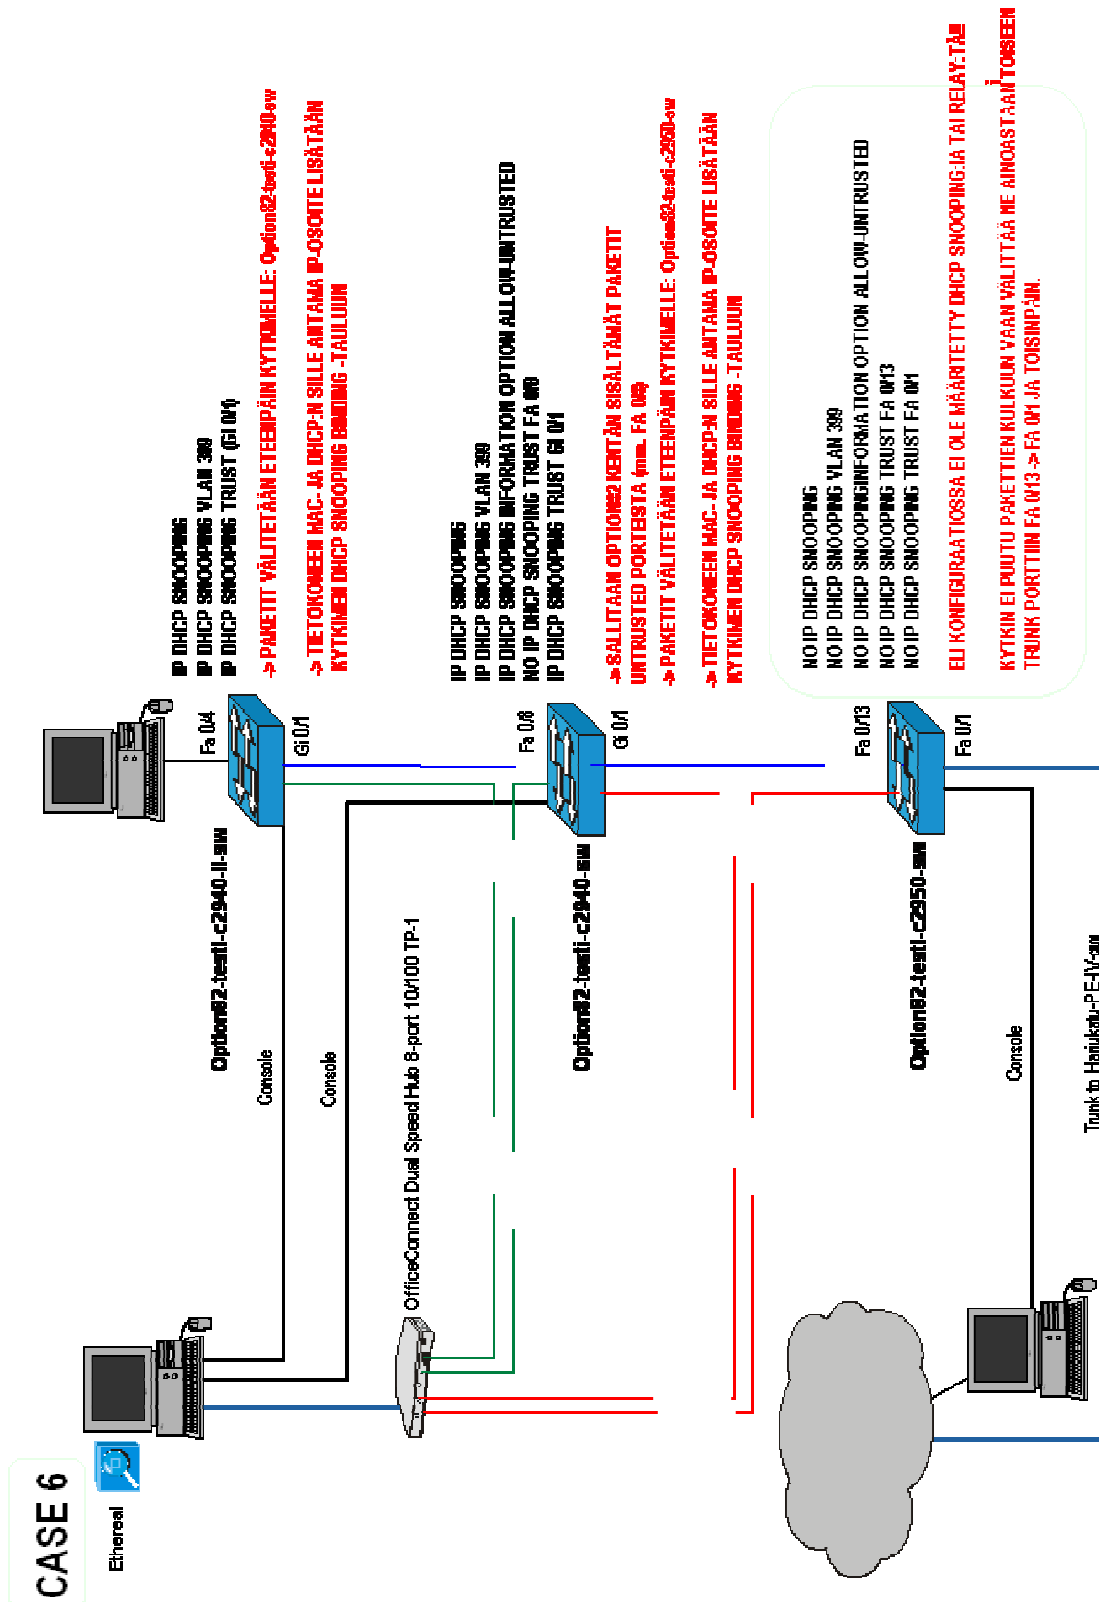 CASE 6
Ethereal
Console
Console
OfficeConnect Dual Speed Hub 8-port 10/100 TP-1
Fa 0/4
Gi 0/1
Option82-testi-c2940-II-sw
IP DHCP SNOOPING
IP DHCP SNOOPING VLAN 399
IP DHCP SNOOPING TRUST (GI 0/1)
-> PAKETIT VÄLITETÄÄN ETEENPÄIN KYTKIMELLE: Option82-testi-c2940-sw
-> TIETOKONEEN MAC- JA DHCP:N SILLE ANTAMA IP-OSOITE LISÄTÄÄN
KYTKIMEN DHCP SNOOPING BINDING -TAULUUN
Fa 0/8
Gi 0/1
Option82-testi-c2940-sw
IP DHCP SNOOPING
IP DHCP SNOOPING VLAN 399
IP DHCP SNOOPING INFORMATION OPTION ALLOW-UNTRUSTED
NO IP DHCP SNOOPING TRUST FA 0/8
IP DHCP SNOOPING TRUST GI 0/1
-> SALLITAAN OPTION82 KENTÄN SISÄLTÄMÄT PAKETIT
UNTRUSTED PORTEISTA (mm. FA 0/8)
-> PAKETIT VÄLITETÄÄN ETEENPÄIN KYTKIMELLE: Option82-testi-c2950-sw
-> TIETOKONEEN MAC- JA DHCP:N SILLE ANTAMA IP-OSOITE LISÄTÄÄN
KYTKIMEN DHCP SNOOPING BINDING -TAULUUN
Fa 0/13
Fa 0/1
Option82-testi-c2950-sw
Console
NO IP DHCP SNOOPING
NO IP DHCP SNOOPING VLAN 399
NO IP DHCP SNOOPINGINFORMATION OPTION ALLOW-UNTRUSTED
NO IP DHCP SNOOPING TRUST FA 0/13
NO IP DHCP SNOOPING TRUST FA 0/1
ELI KONFIGURAATIOSSA EI OLE MÄÄRITETTY DHCP SNOOPING:IA TAI RELAY:TÄ!!
KYTKIN EI PUUTU PAKETTIEN KULKUUN VAAN VÄLITTÄÄ NE AINOASTAAN TOISEEN
TRUNK PORTTIIN FA 0/13 -> FA 0/1 JA TOISINPÄIN.
Trunk to Harjukatu-PE-IV-sw